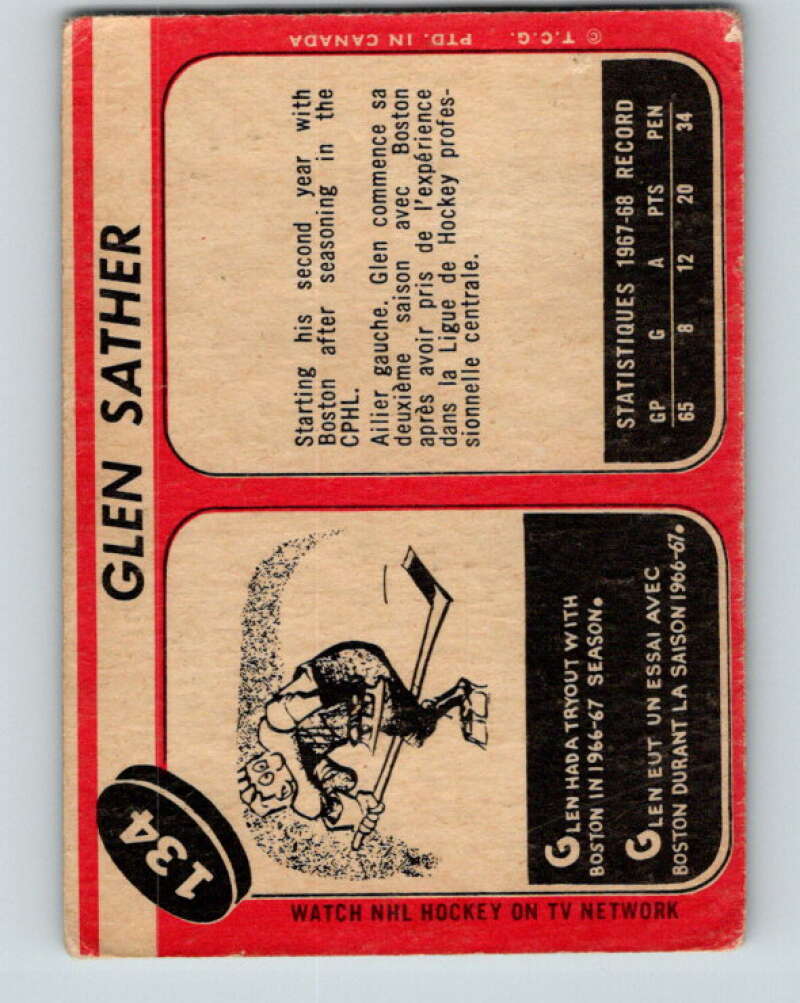 134
GLEN SATHER
GLEN HAD A TRYOUT WITH
BOSTON IN 1966-67 SEASON.
GLEN EUT UN ESSAI AVEC
BOSTON DURANT LA SAISON 1966-67.
WATCH NHL HOCKEY ON TV NETWORK
Starting his second year with
Boston after seasoning in the
CPHL.
Ailier gauche. Glen commence sa
deuxième saison avec Boston
après avoir pris de l'expérience
dans la Ligue de Hockey profes-
sionnelle centrale.
STATISTIQUES 1967-68 RECORD
GP G A PTS PEN
65 8 12 20 34
© T.C.G. PTD. IN CANADA